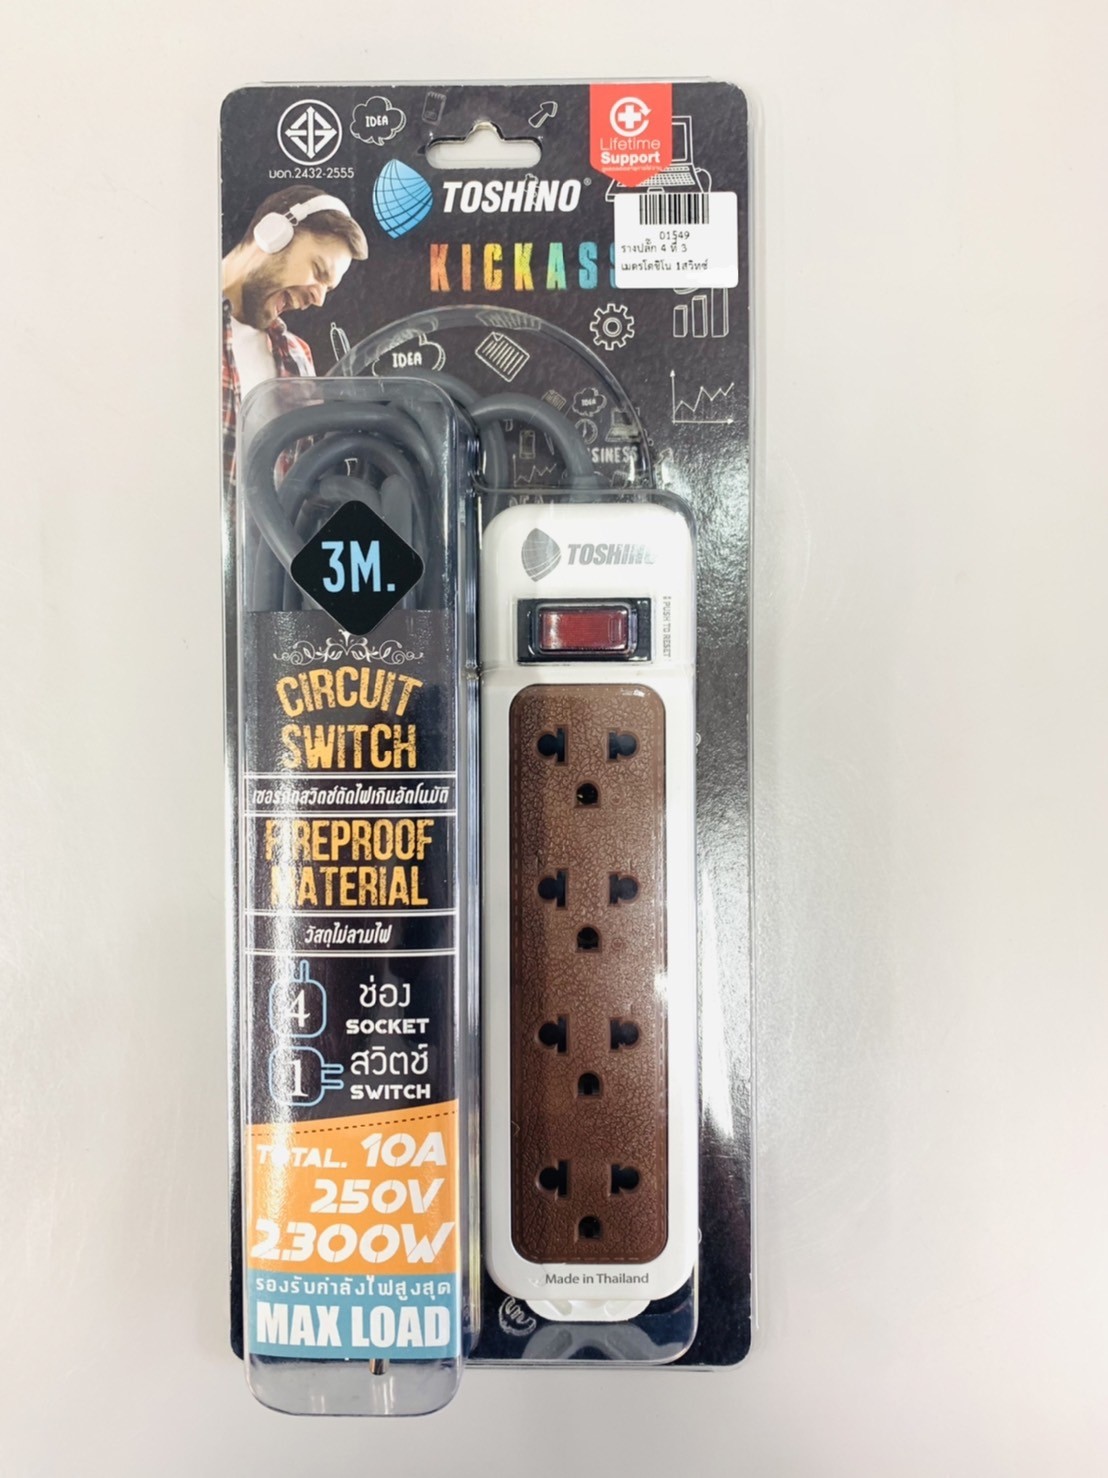 มอก.2432-2555
IDEA
TOSHINO®
Lifetime
Support
KICKASS
01549
รางปลั๊ก 4 ที่ 3
เมตรโตชิโน 1สวิทช์
IDEA
IDEA
3M.
TOSHINO
PUSH TO RESET
CIRCUIT
SWITCH
เซอร์กิตสวิตช์ตัดไฟเกินอัตโนมัติ
FIREPROOF
MATERIAL
วัสดุไม่ลามไฟ
4 ช่อง
SOCKET
1 สวิตช์
SWITCH
TOTAL. 10A
250V
2300W
รองรับกำลังไฟสูงสุด
MAX LOAD
Made in Thailand